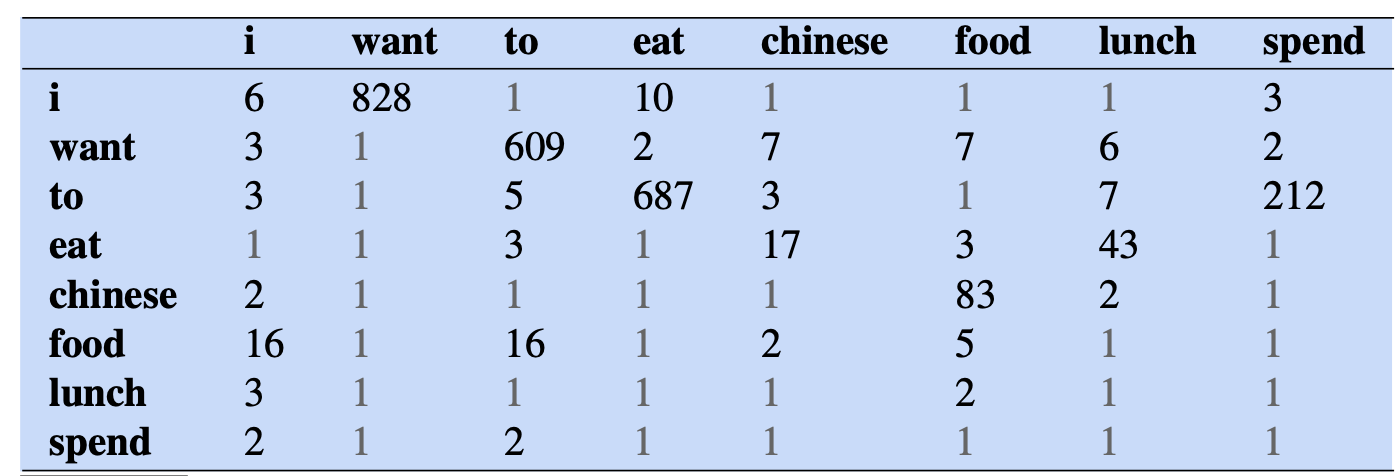 i want to eat chinese food lunch spend
i 6 828 1 10 1 1 1 3
want 3 1 609 2 7 7 6 2
to 3 1 5 687 3 1 7 212
eat 1 1 3 1 17 3 43 1
chinese 2 1 1 1 1 83 2 1
food 16 1 16 1 2 5 1 1
lunch 3 1 1 1 1 2 1 1
spend 2 1 2 1 1 1 1 1